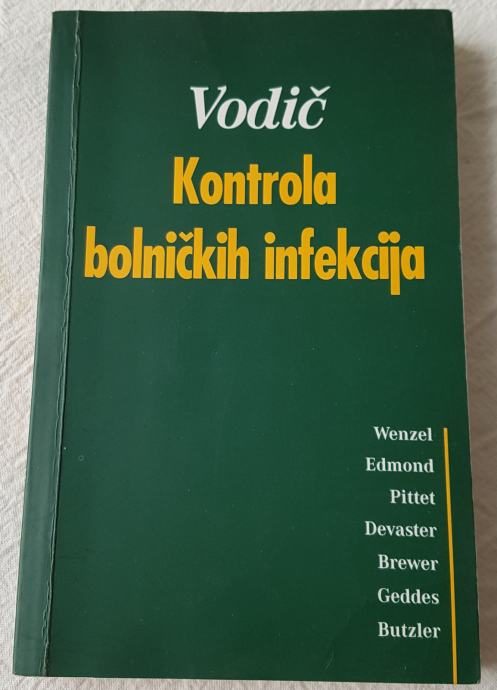 Vodič
Kontrola
bolničkih infekcija
Wenzel
Edmond
Pittet
Devaster
Brewer
Geddes
Butzler